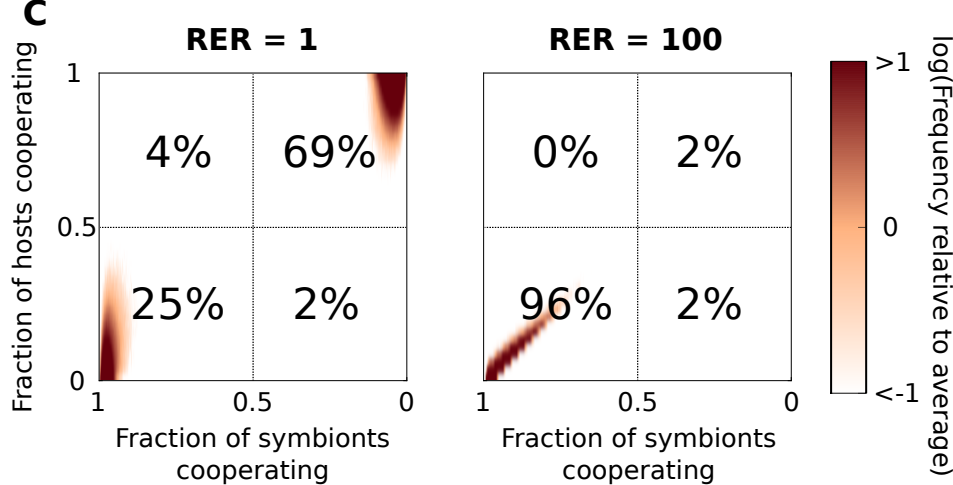 C
RER = 1
RER = 100
Fraction of hosts cooperating
1
0.5
0
4%
69%
25%
2%
1
0.5
0
Fraction of symbionts
cooperating
0%
2%
96%
2%
1
0.5
0
Fraction of symbionts
cooperating
>1
0
<-1
log(Frequency relative to average)